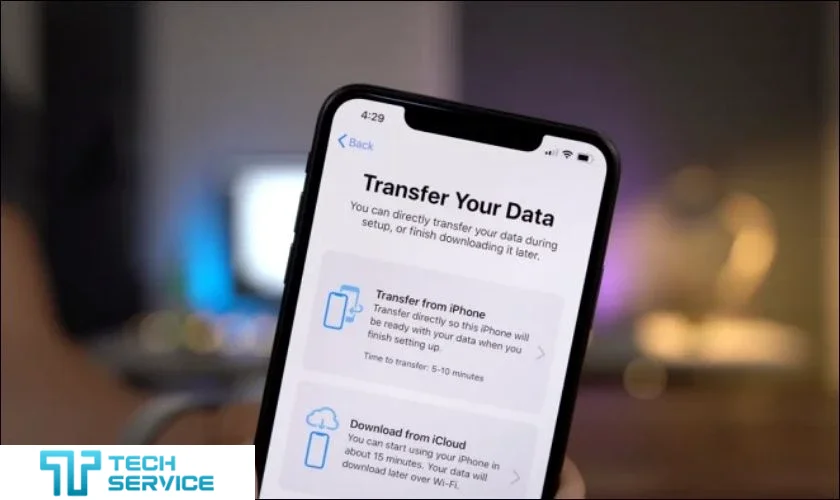 4:29
Back
Transfer Your Data
You can directly transfer your data during
setup, or finish downloading it later.
Transfer from iPhone
Transfer directly so this iPhone will
be ready with your data when you
finish setting up.
Time to transfer: 5-10 minutes
Download from iCloud
You can start using your iPhone in
about 15 minutes. Your data will
download later over Wi-Fi.
TECH
SERVICE